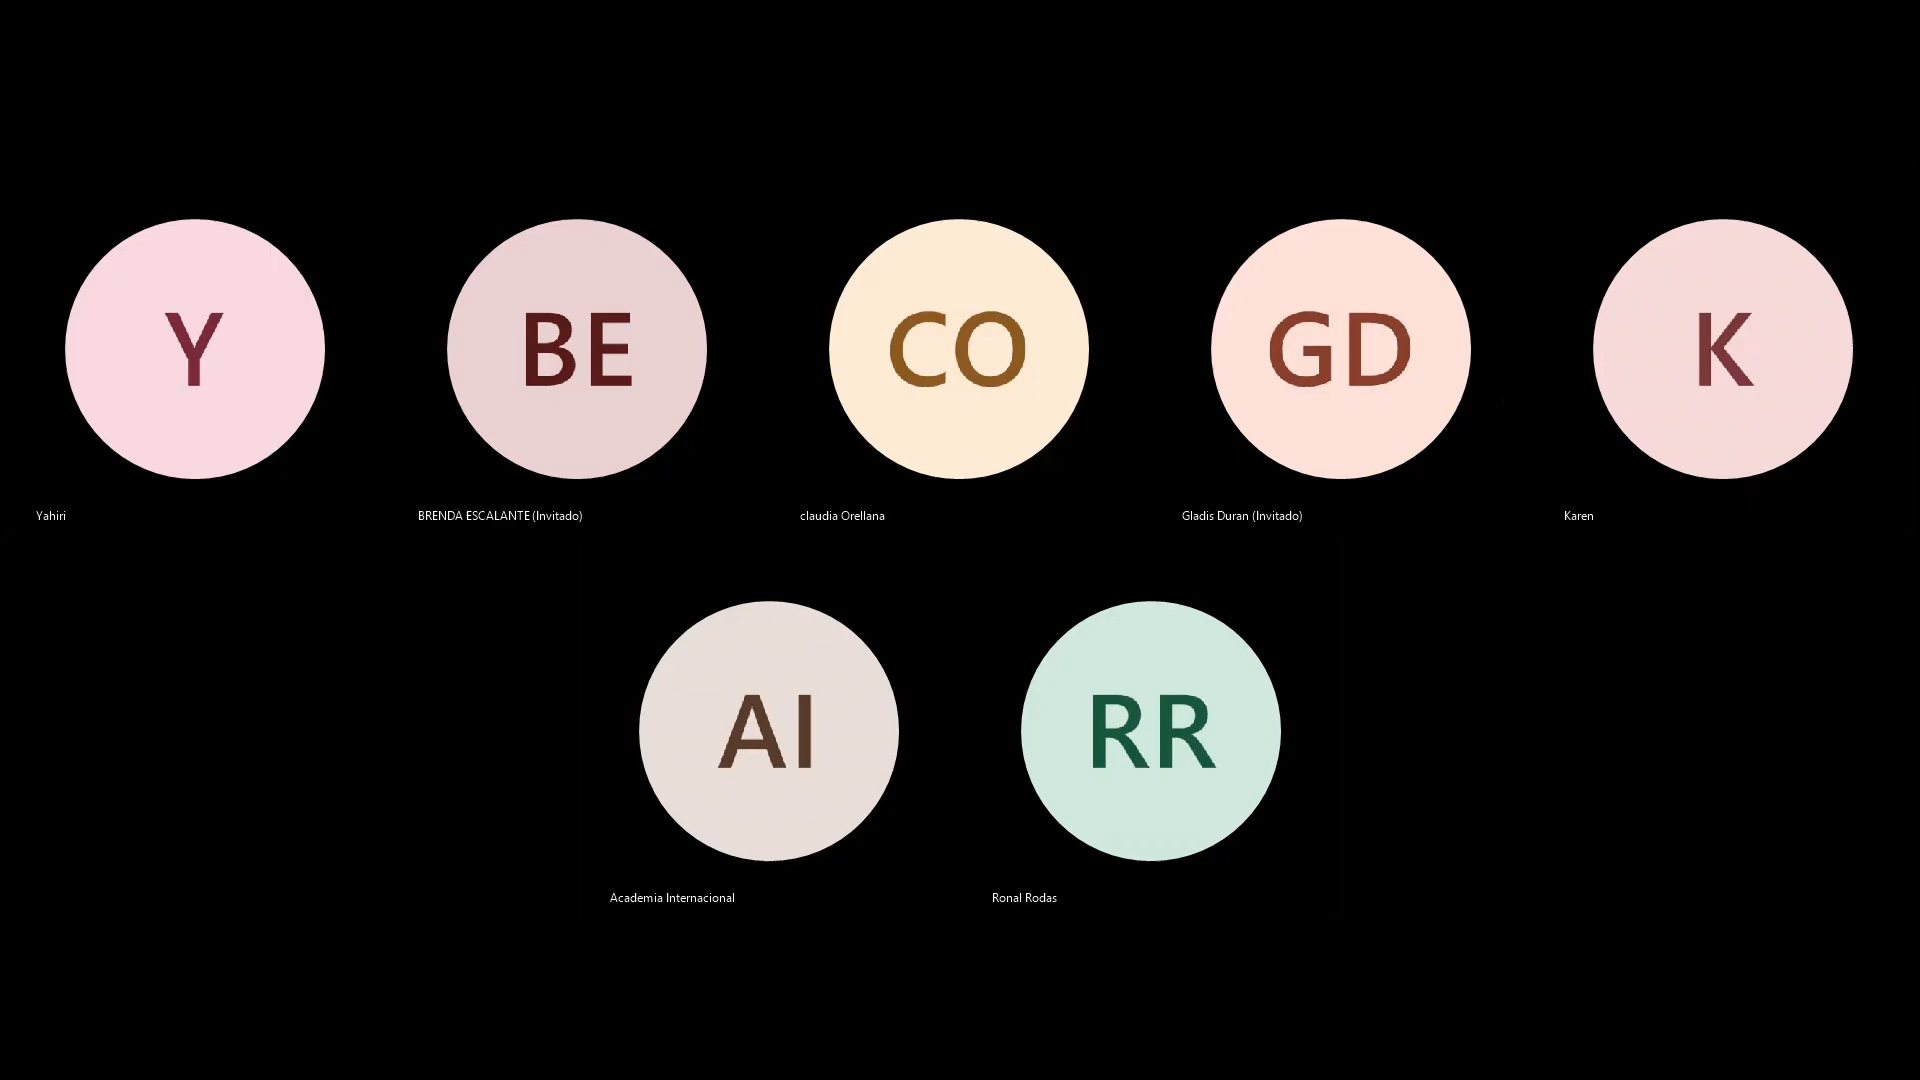 Y
BE
CO
GD
K
Yahiri
BRENDA ESCALANTE (Invitado)
claudia Orellana
Gladis Duran (Invitado)
Karen
AI
RR
Academia Internacional
Ronal Rodas